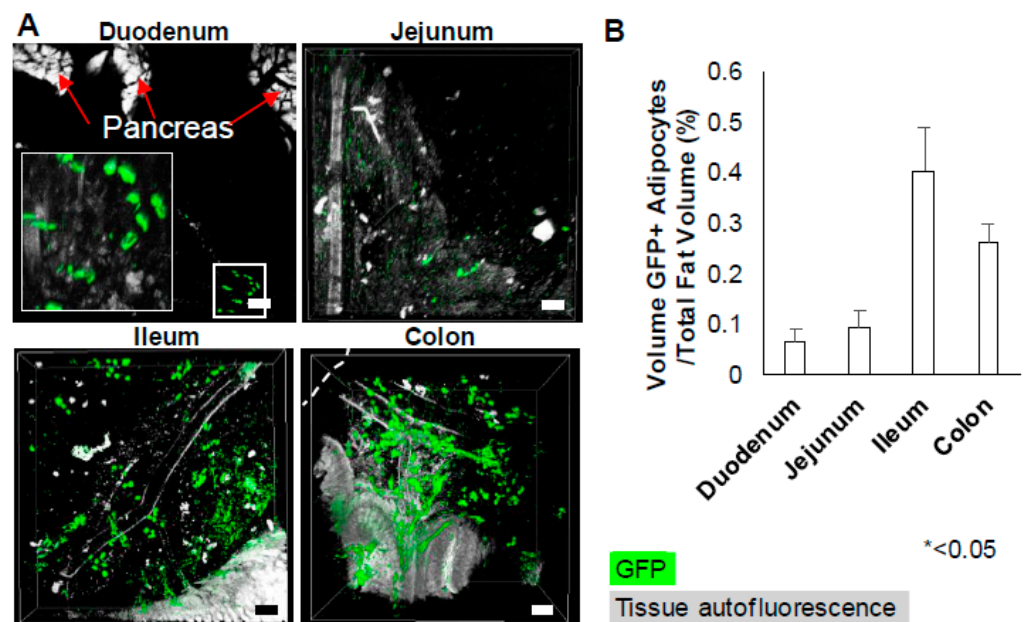 A
Duodenum
Jejunum
Pancreas
Ileum
Colon
B
Volume GFP+ Adipocytes
/Total Fat Volume (%)
0.6
0.5
0.4
0.3
0.2
0.1
0
Duodenum
Jejunum
Ileum
Colon
*<0.05
GFP
Tissue autofluorescence